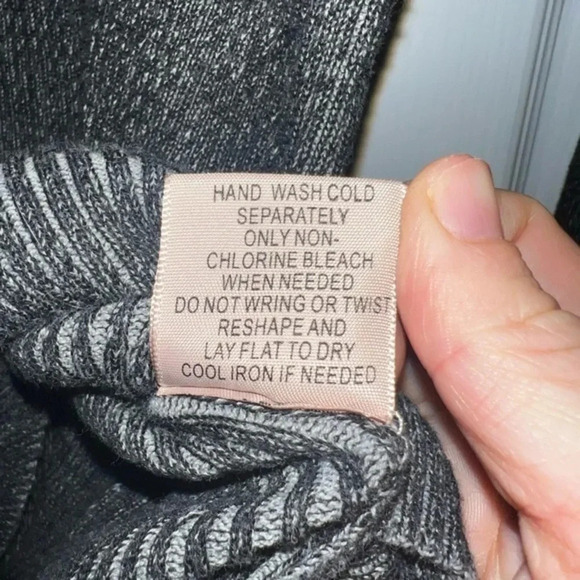 HAND WASH COLD
SEPARATELY
ONLY NON-
CHLORINE BLEACH
WHEN NEEDED
DO NOT WRING OR TWIST
RESHAPE AND
LAY FLAT TO DRY
COOL IRON IF NEEDED